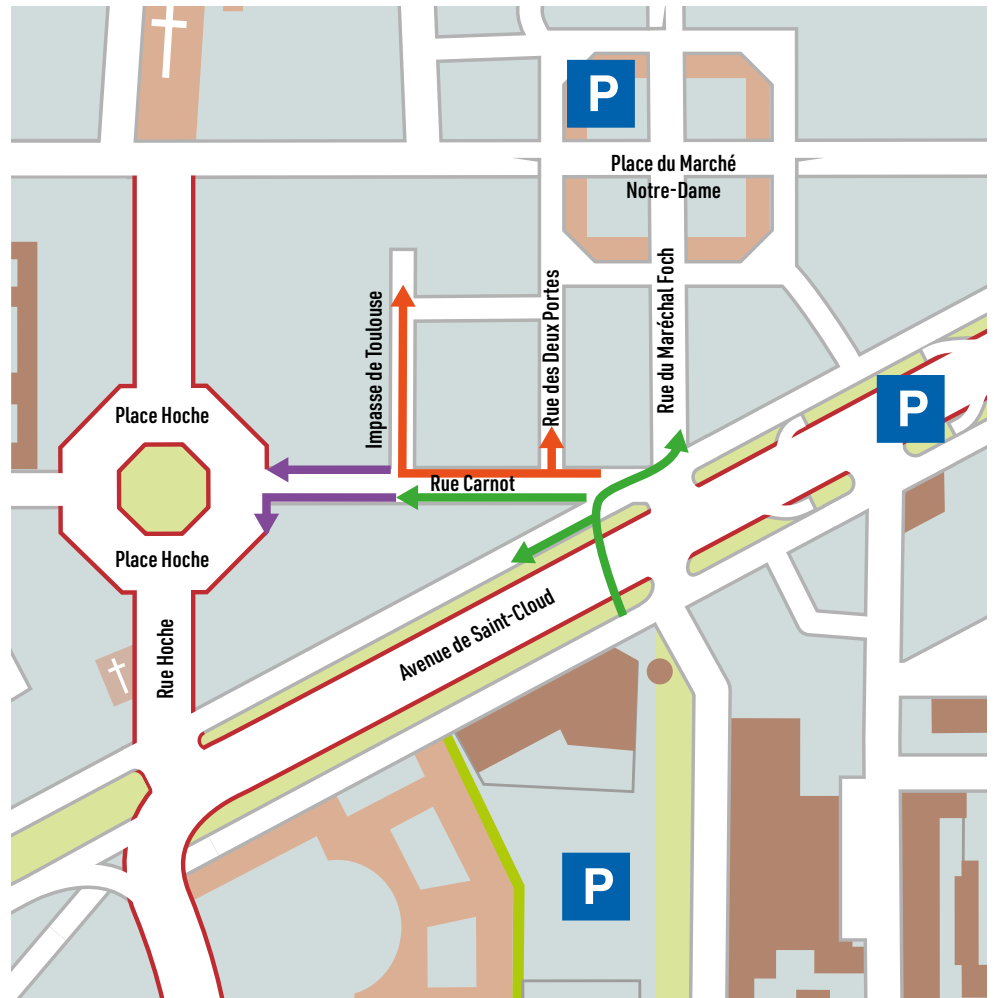 P
Place du Marché
Notre-Dame
Rue du Maréchal Foch
Rue des Deux Portes
Impasse de Toulouse
P
Place Hoche
Rue Carnot
Place Hoche
Avenue de Saint-Cloud
Rue Hoche
P